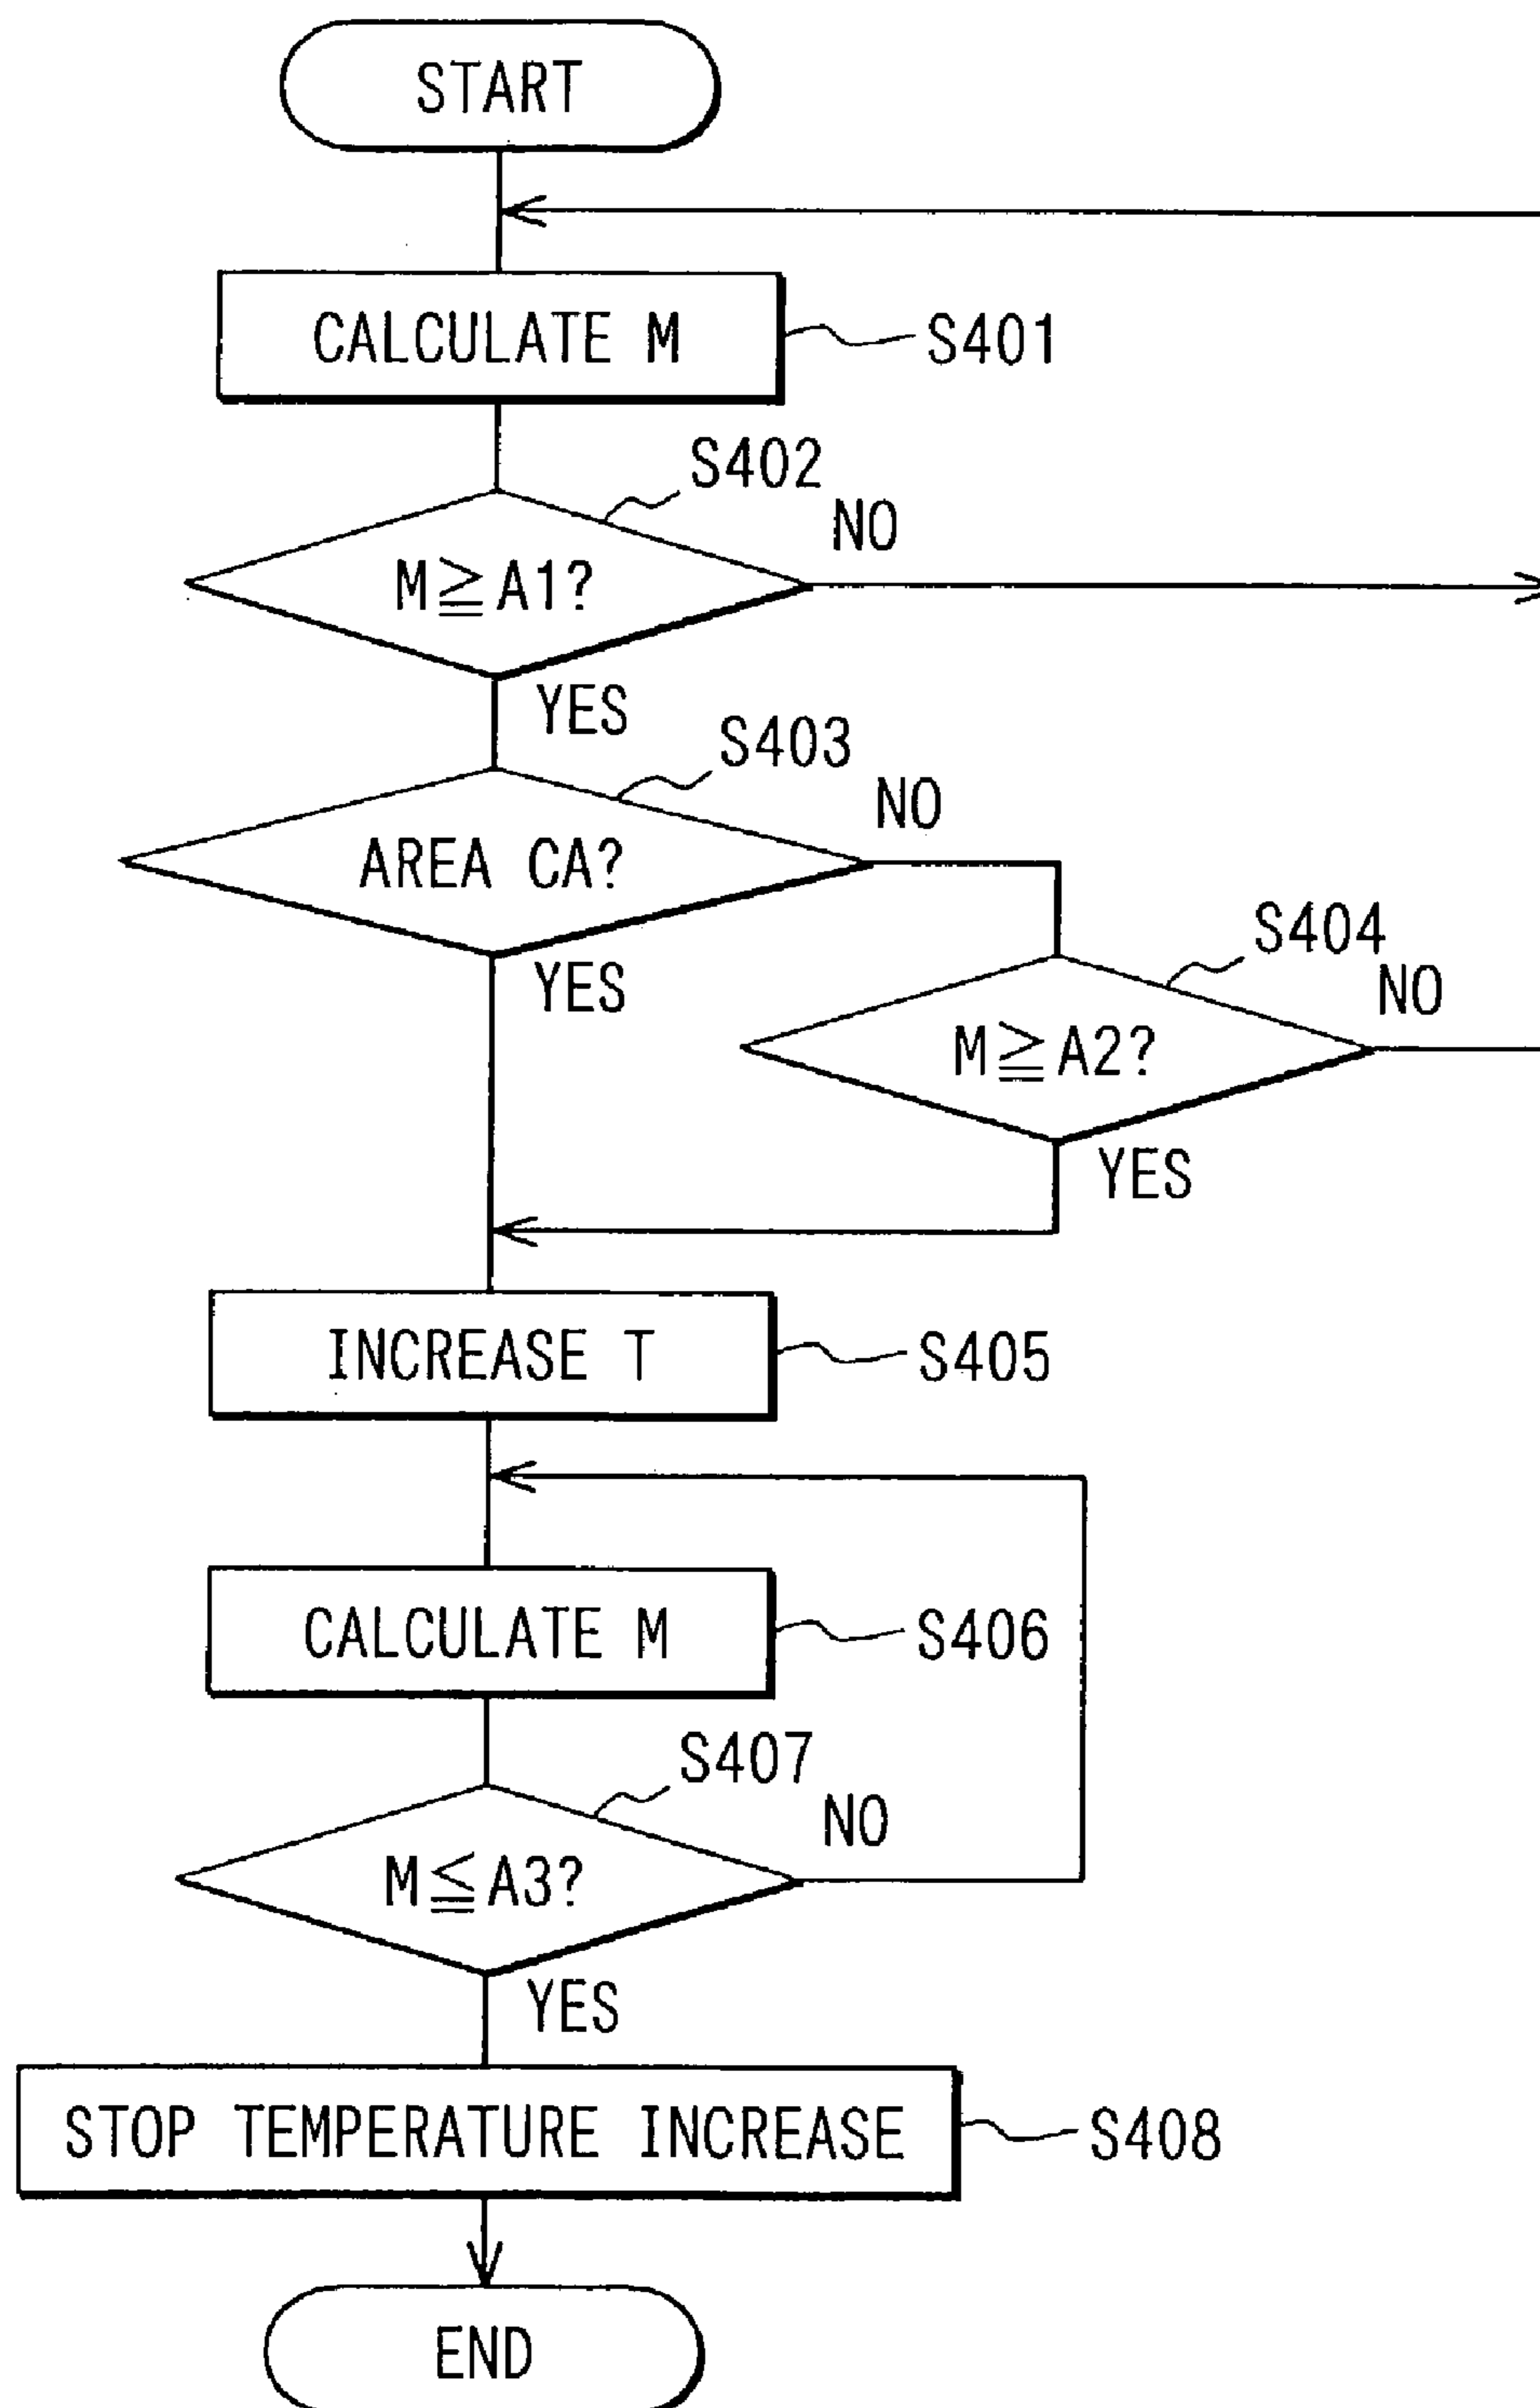 START
CALCULATE M
S401
S402
NO
M≧A1?
YES
S403
NO
AREA CA?
YES
S404
NO
M≧A2?
YES
INCREASE T
S405
CALCULATE M
S406
S407
NO
M≦A3?
YES
STOP TEMPERATURE INCREASE
S408
END